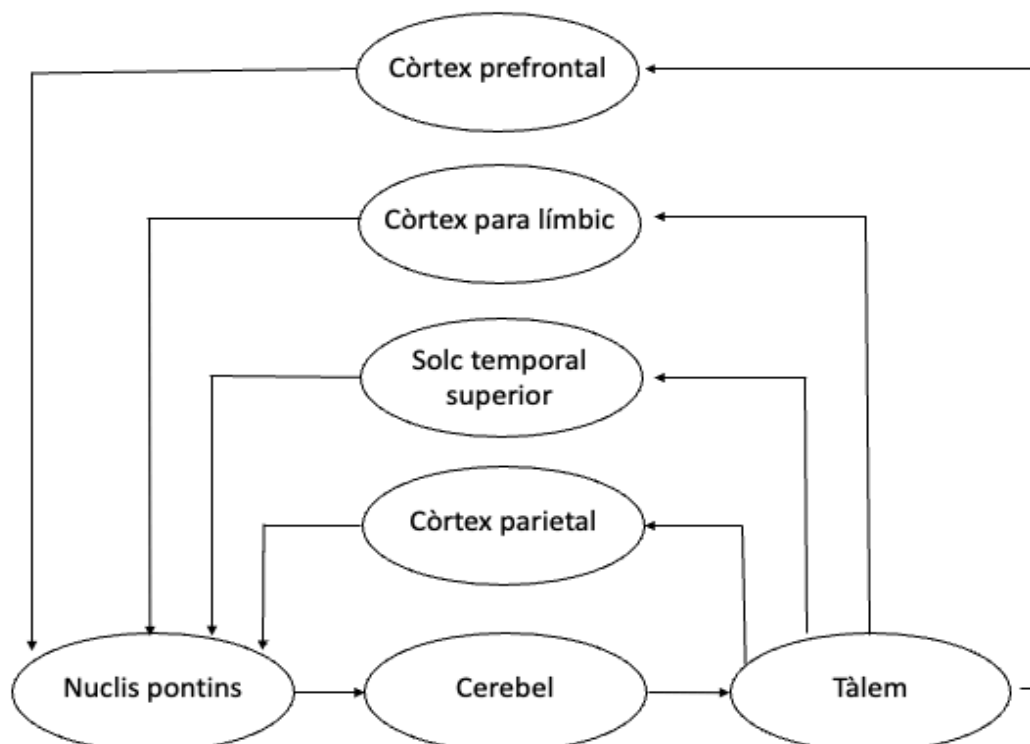 Còrtex prefrontal
Còrtex para límbic
Solc temporal
superior
Còrtex parietal
Nuclis pontins
Cerebel
Tàlem